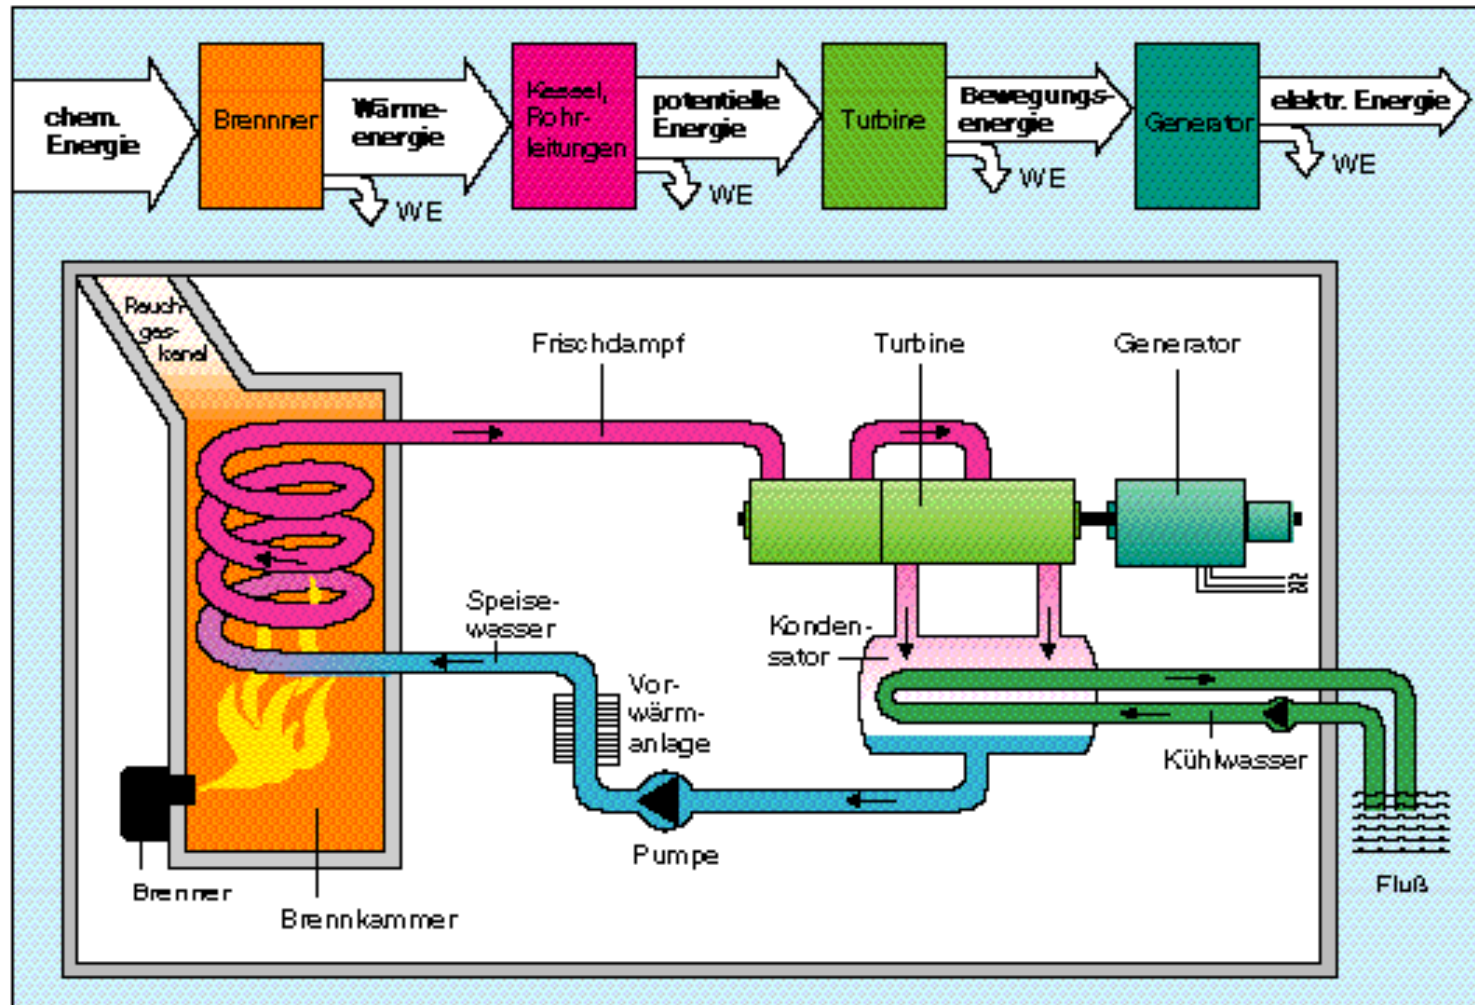 chem.
Energie
Brennner
Wärme-
energie
WE
Kessel,
Rohr-
leitungen
potentielle
Energie
WE
Turbine
Bewegungs-
energie
WE
Generator
elektr. Energie
WE
Rauch-
gas-
kanal
Frischdampf
Turbine
Generator
Speise-
wasser
Konden-
sator
Vor-
wärm-
anlage
Kühlwasser
Pumpe
Fluß
Brenner
Brennkammer